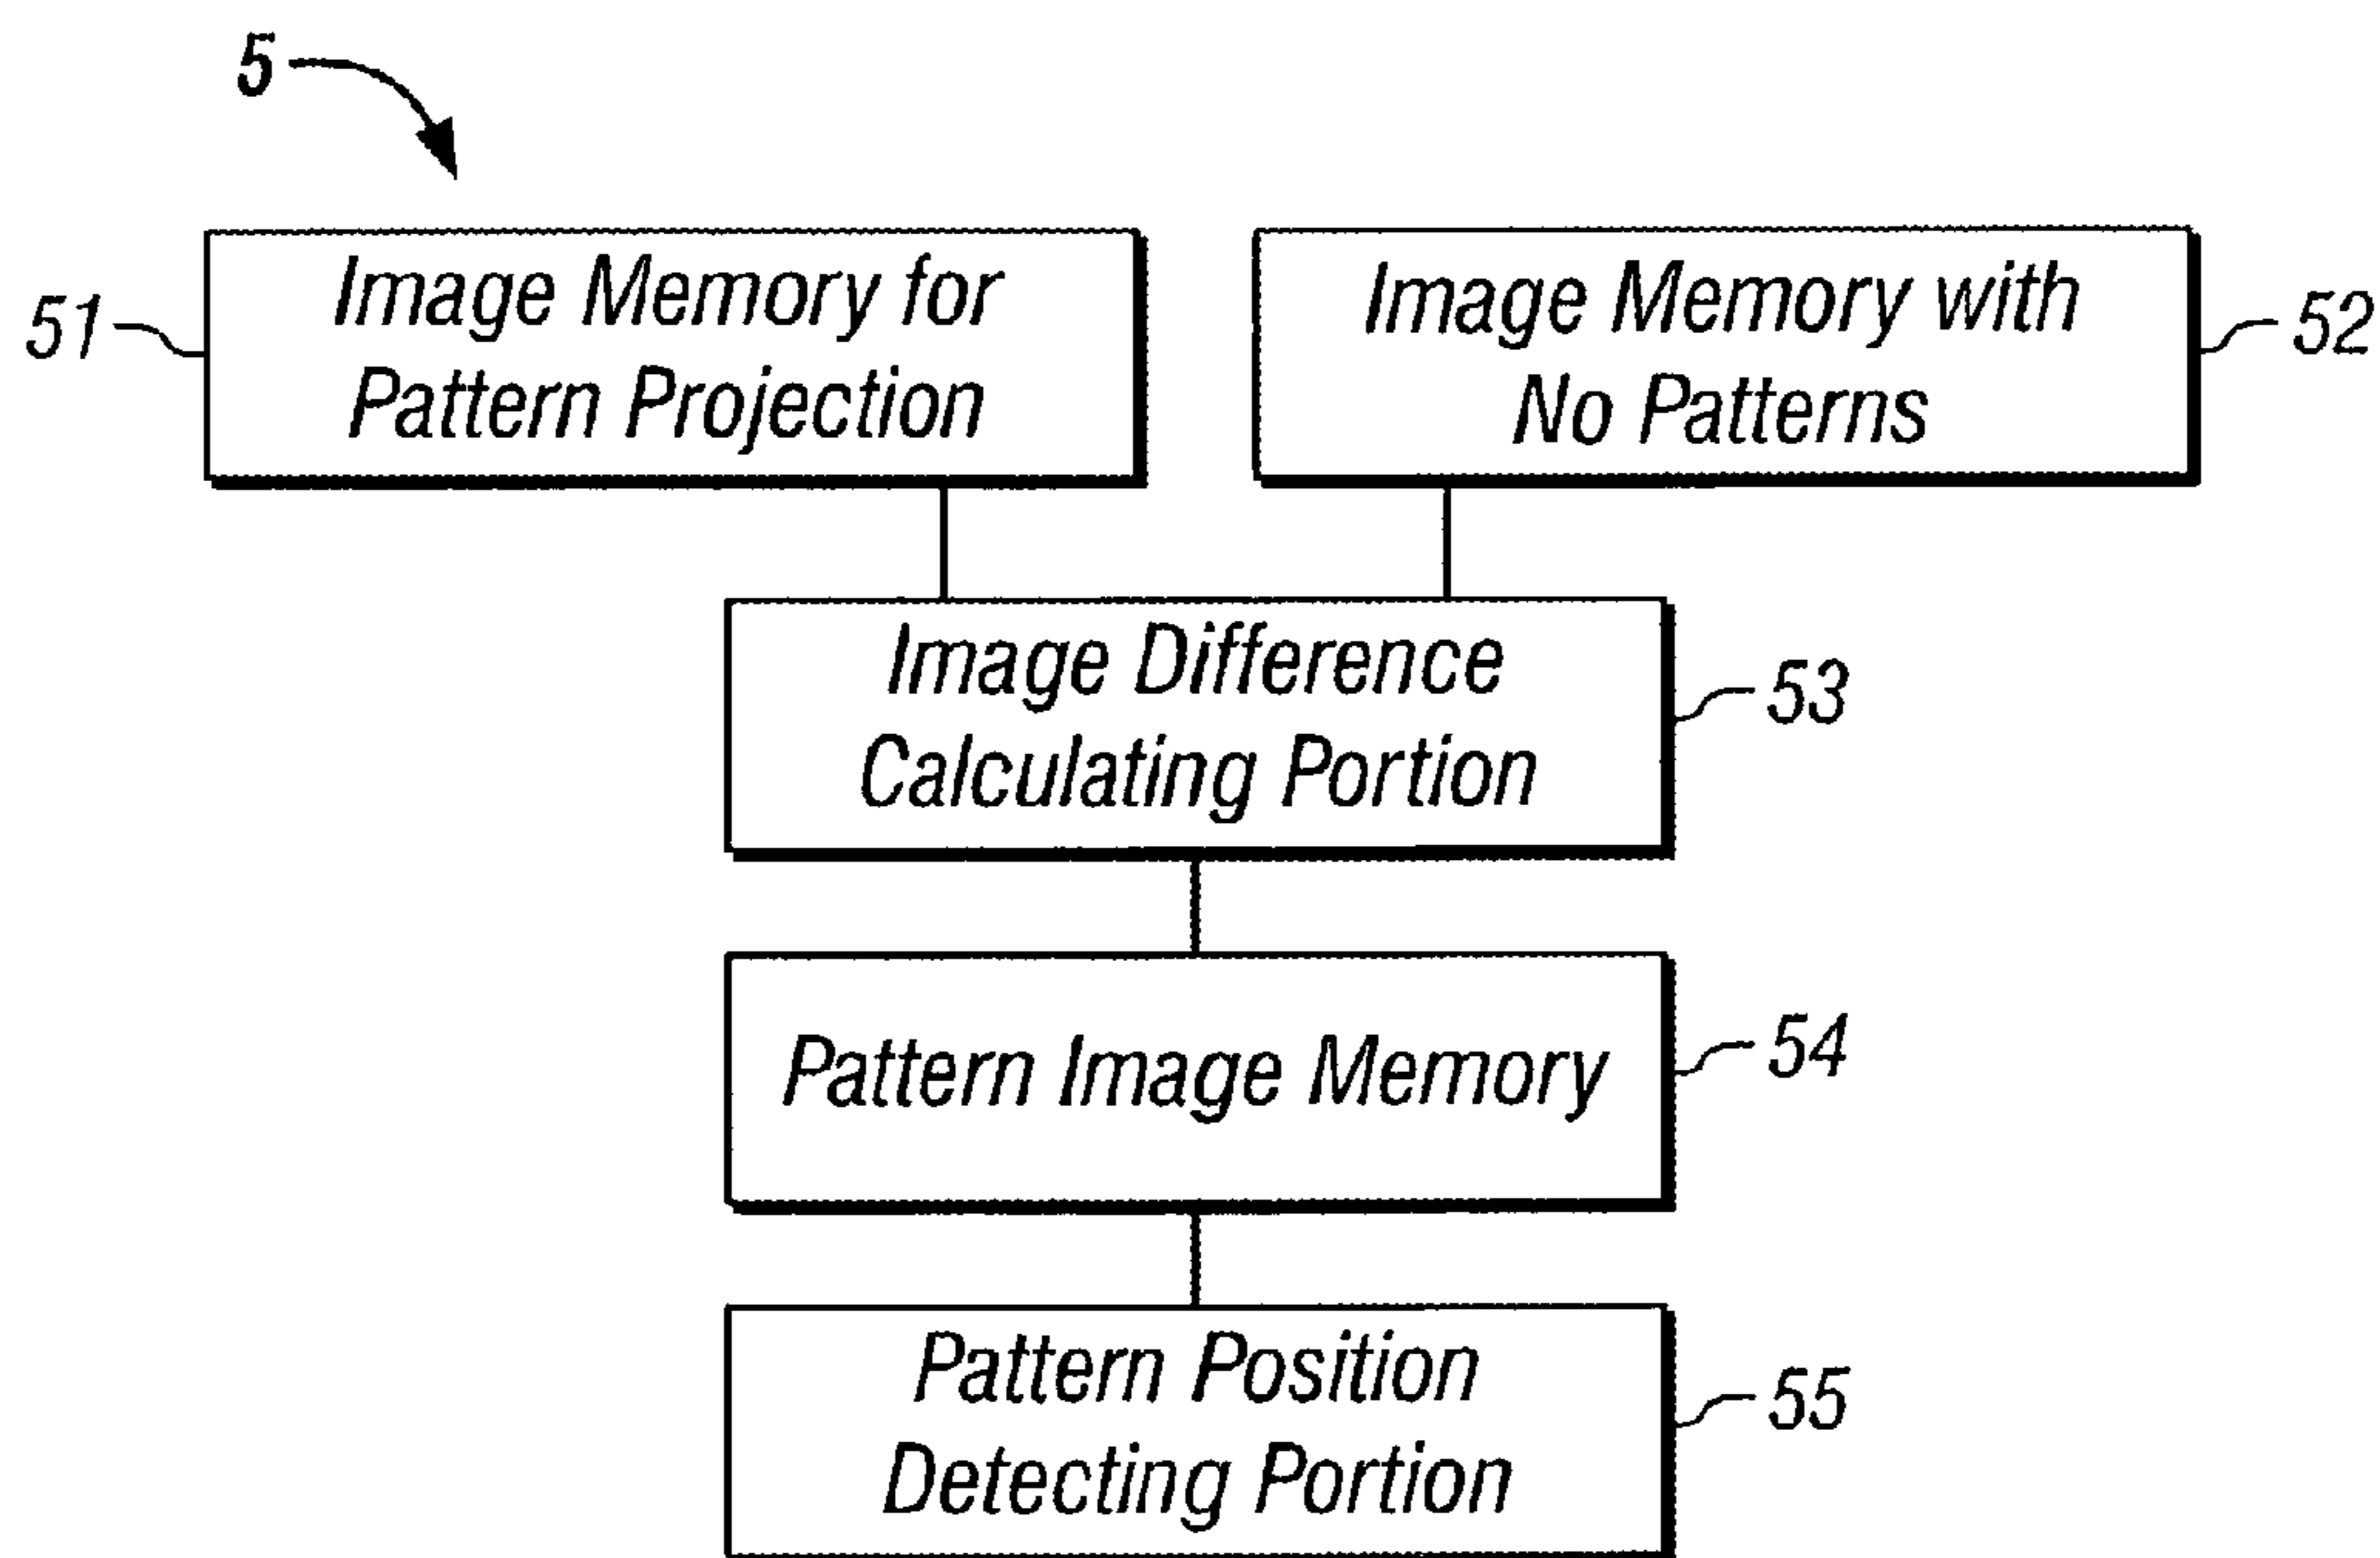 5
51
Image Memory for
Pattern Projection
Image Memory with
No Patterns
52
Image Difference
Calculating Portion
53
Pattern Image Memory
54
Pattern Position
Detecting Portion
55